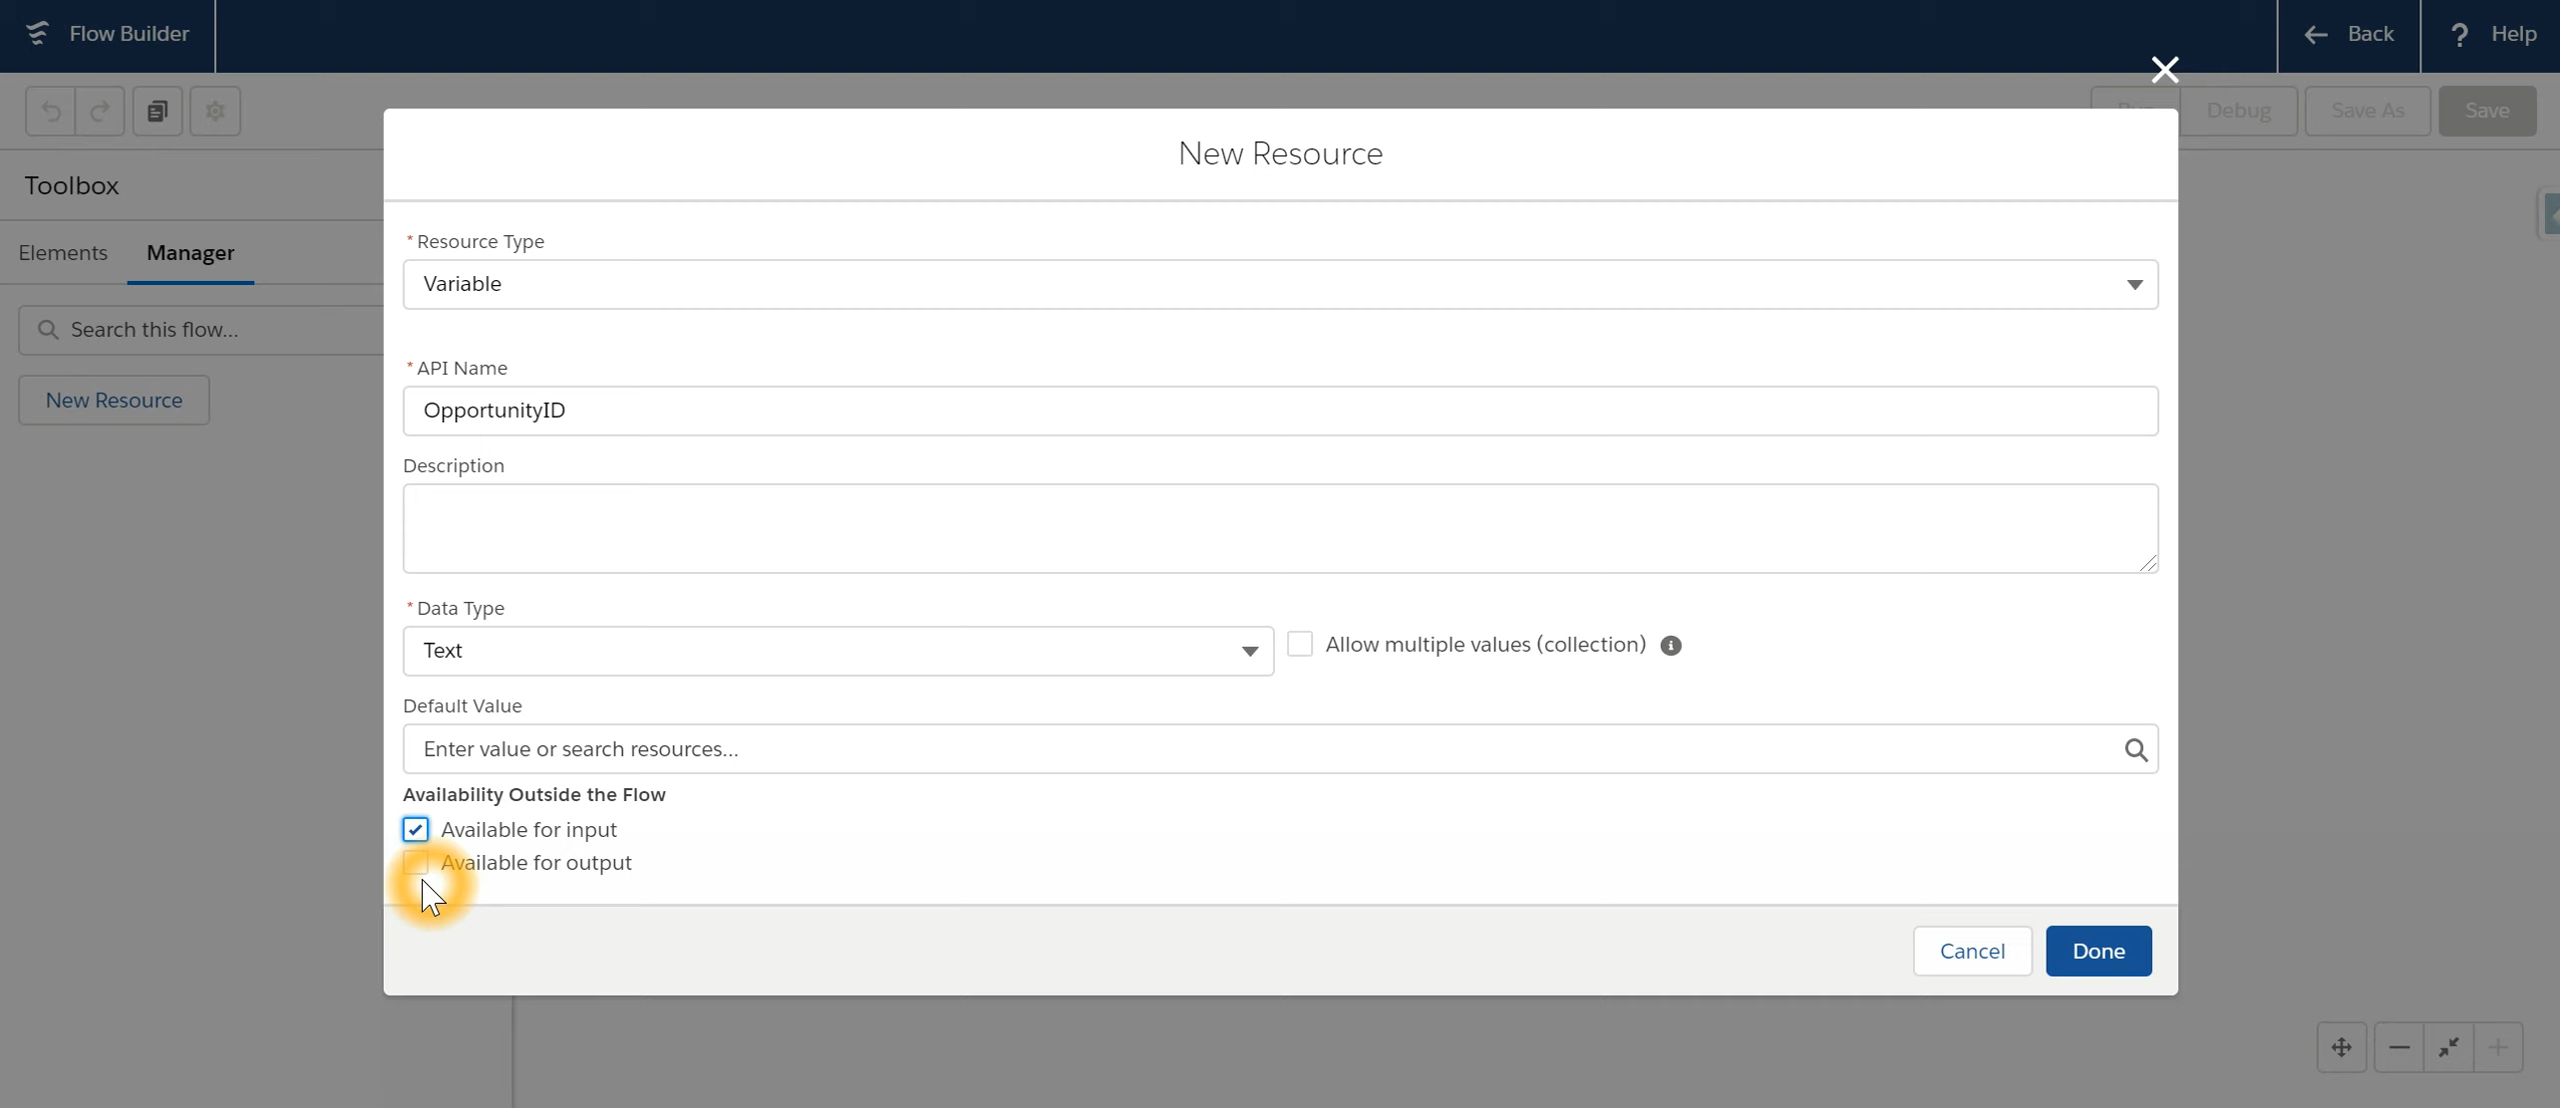 Flow Builder
Back
? Help
Run
Debug
Save As
Save
Toolbox
Elements
Manager
Search this flow...
New Resource
New Resource
* Resource Type
Variable
* API Name
OpportunityID
Description
* Data Type
Text
Allow multiple values (collection)
Default Value
Enter value or search resources...
Availability Outside the Flow
Available for input
Available for output
Cancel
Done